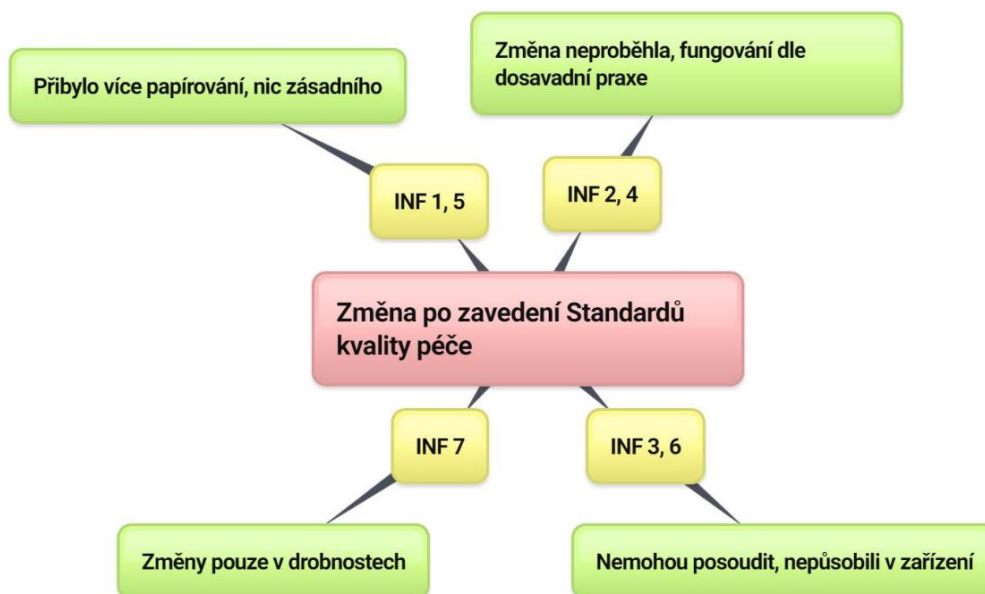 Přibylo více papírování, nic zásadního
Změna neproběhla, fungování dle
dosavadní praxe
INF 1, 5
INF 2, 4
Změna po zavedení Standardů
kvality péče
INF 7
INF 3, 6
Změny pouze v drobnostech
Nemohou posoudit, nepůsobili v zařízení